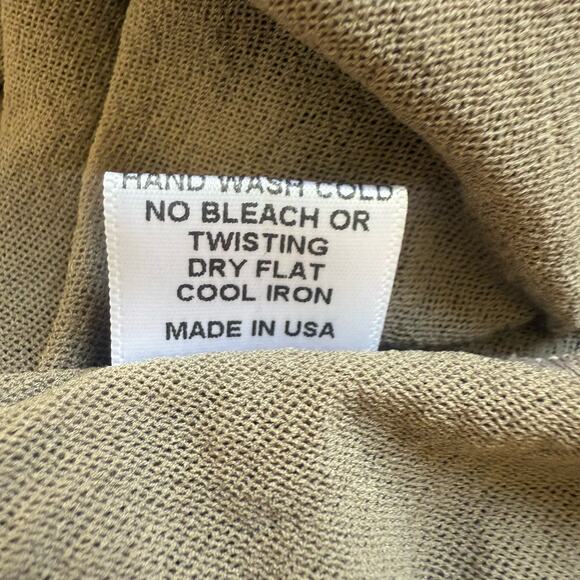 HAND WASH COLD
NO BLEACH OR
TWISTING
DRY FLAT
COOL IRON
MADE IN USA